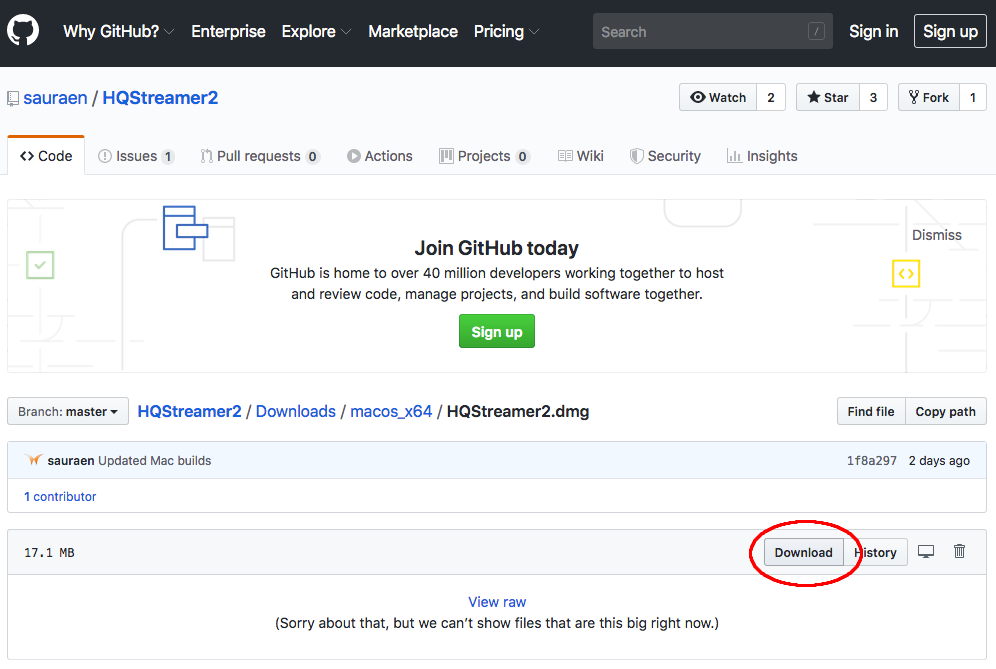 Why GitHub? Enterprise Explore Marketplace Pricing Search / Sign in Sign up
sauraen / HQStreamer2 Watch 2 Star 3 Fork 1
Code Issues 1 Pull requests 0 Actions Projects 0 Wiki Security Insights
Dismiss
Join GitHub today
GitHub is home to over 40 million developers working together to host
and review code, manage projects, and build software together.
Sign up
Branch: master HQStreamer2 / Downloads / macos_x64 / HQStreamer2.dmg Find file Copy path
sauraen Updated Mac builds 1f8a297 2 days ago
1 contributor
17.1 MB Download History
View raw
(Sorry about that, but we can’t show files that are this big right now.)